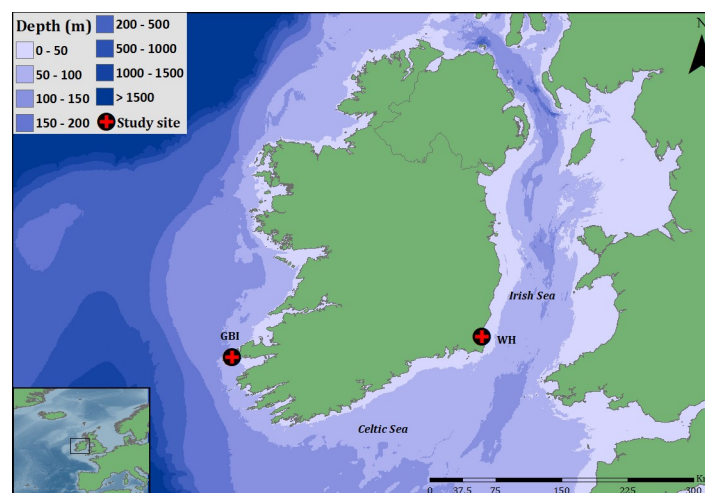 Depth (m)
0 - 50
50 - 100
100 - 150
150 - 200
200 - 500
500 - 1000
1000 - 1500
> 1500
Study site
N
Irish Sea
GBI
WH
Celtic Sea
0 37.5 75 150 225 300